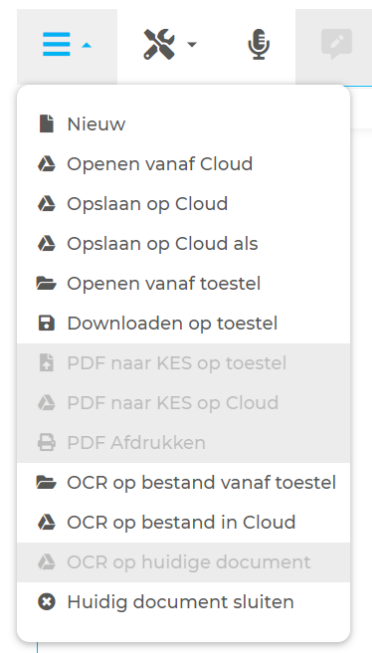 Nieuw
Openen vanaf Cloud
Opslaan op Cloud
Opslaan op Cloud als
Openen vanaf toestel
Downloaden op toestel
PDF naar KES op toestel
PDF naar KES op Cloud
PDF Afdrukken
OCR op bestand vanaf toestel
OCR op bestand in Cloud
OCR op huidige document
Huidig document sluiten